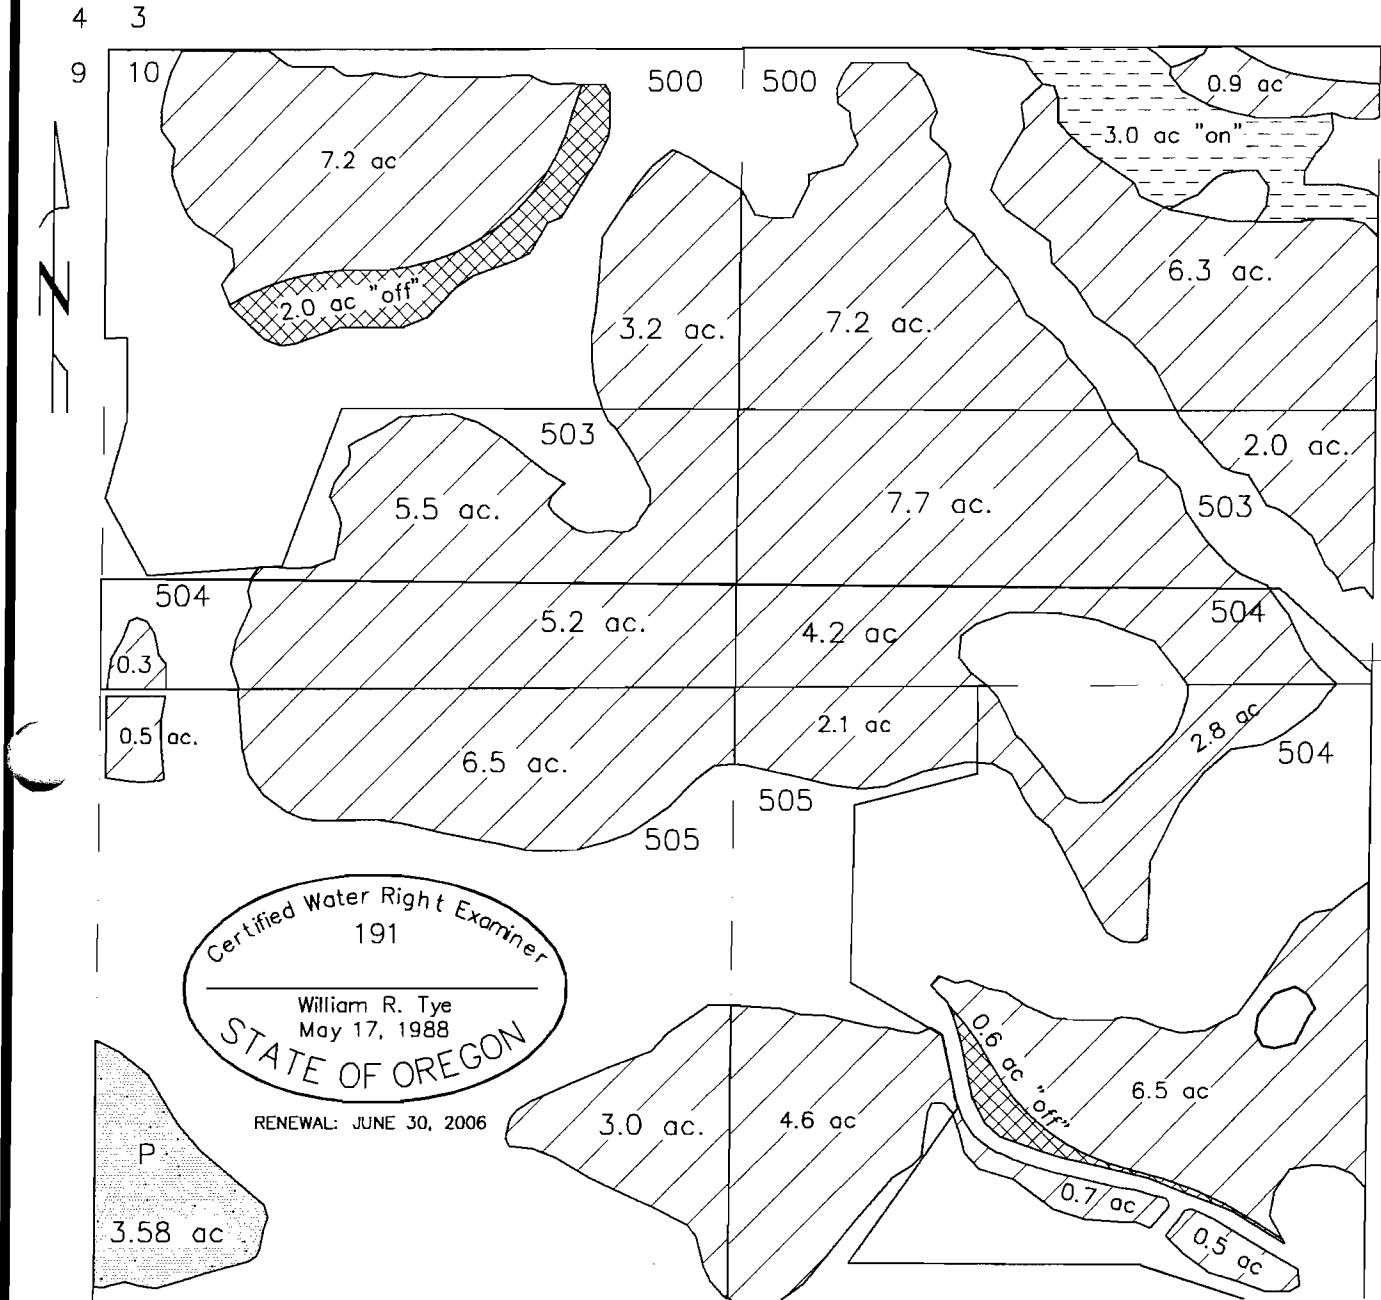 4 3
9 10
500 500
0.9 ac
3.0 ac "on"
7.2 ac
N
2.0 ac "off"
3.2 ac.
7.2 ac.
6.3 ac.
503
2.0 ac.
5.5 ac.
7.7 ac.
503
504
5.2 ac.
4.2 ac
504
0.3
0.5 ac.
6.5 ac.
2.1 ac
2.8 ac
504
505
505
Certified Water Right Examiner
191
William R. Tye
May 17, 1988
STATE OF OREGON
RENEWAL: JUNE 30, 2006
0.6 ac "off"
6.5 ac
3.0 ac.
4.6 ac
P
3.58 ac
0.7 ac
0.5 ac